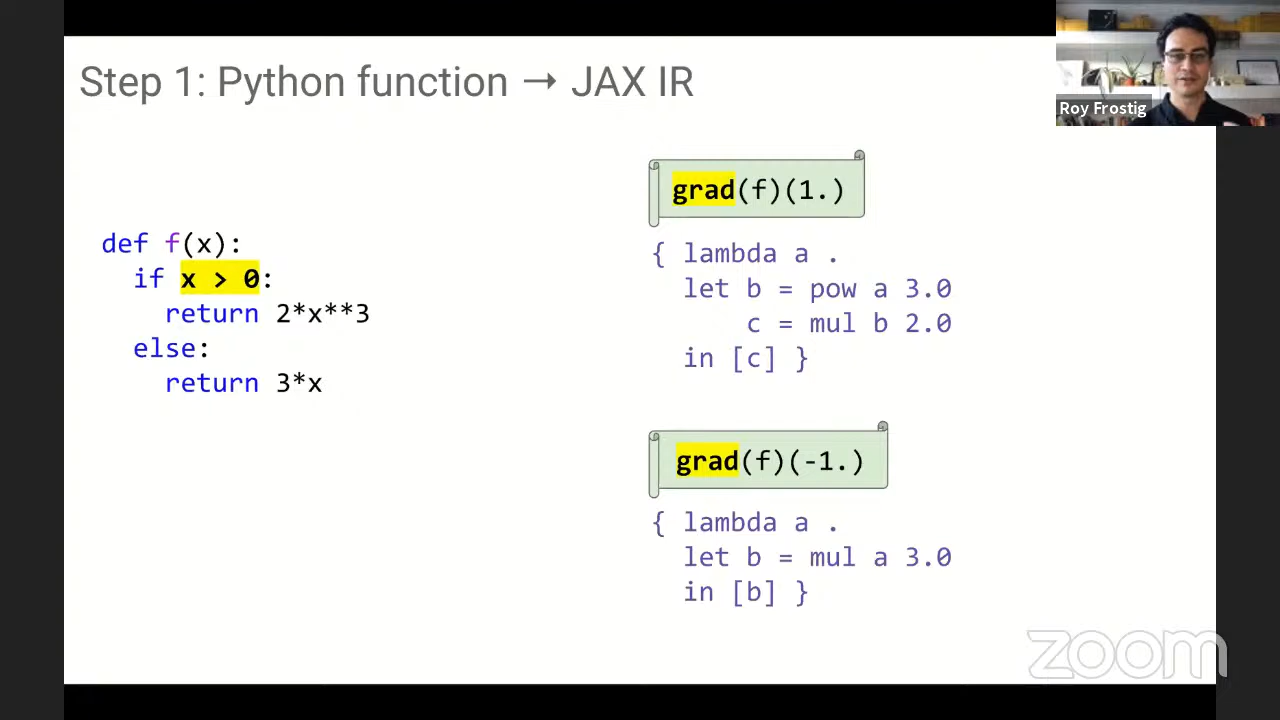 Step 1: Python function → JAX IR
Roy Frostig
def f(x):
  if x > 0:
    return 2*x**3
  else:
    return 3*x
grad(f)(1.)
{ lambda a .
  let b = pow a 3.0
      c = mul b 2.0
  in [c] }
grad(f)(-1.)
{ lambda a .
  let b = mul a 3.0
  in [b] }
zoom